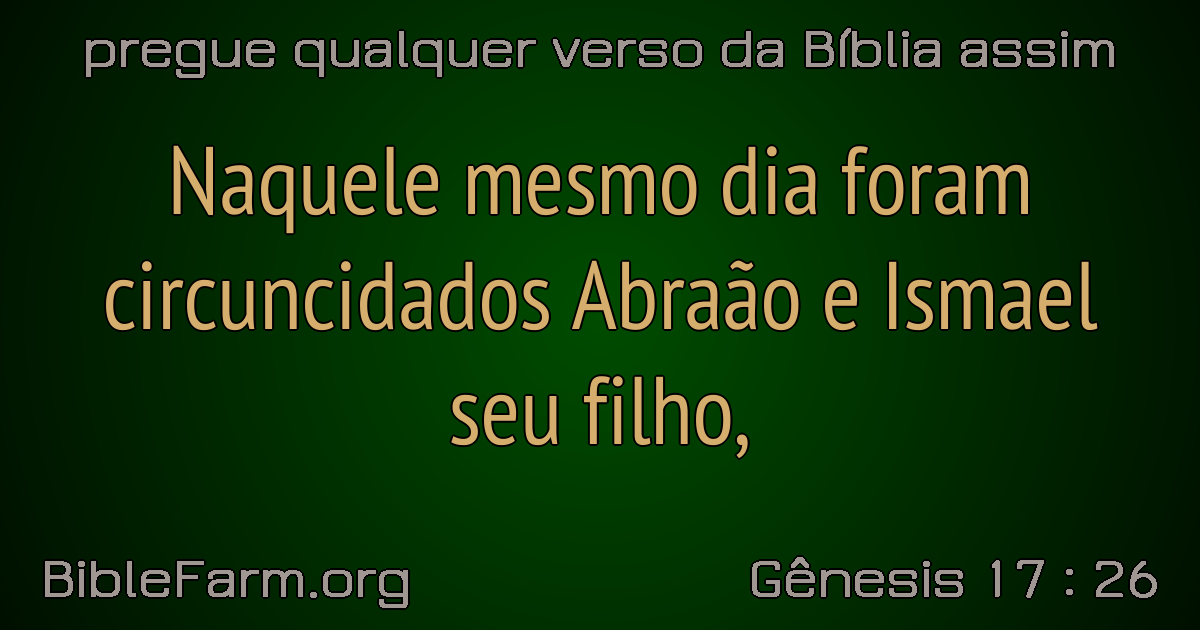 pregue qualquer verso da Bíblia assim
Naquele mesmo dia foram
circuncidados Abraão e Ismael
seu filho,
BibleFarm.org
Gênesis 17 : 26